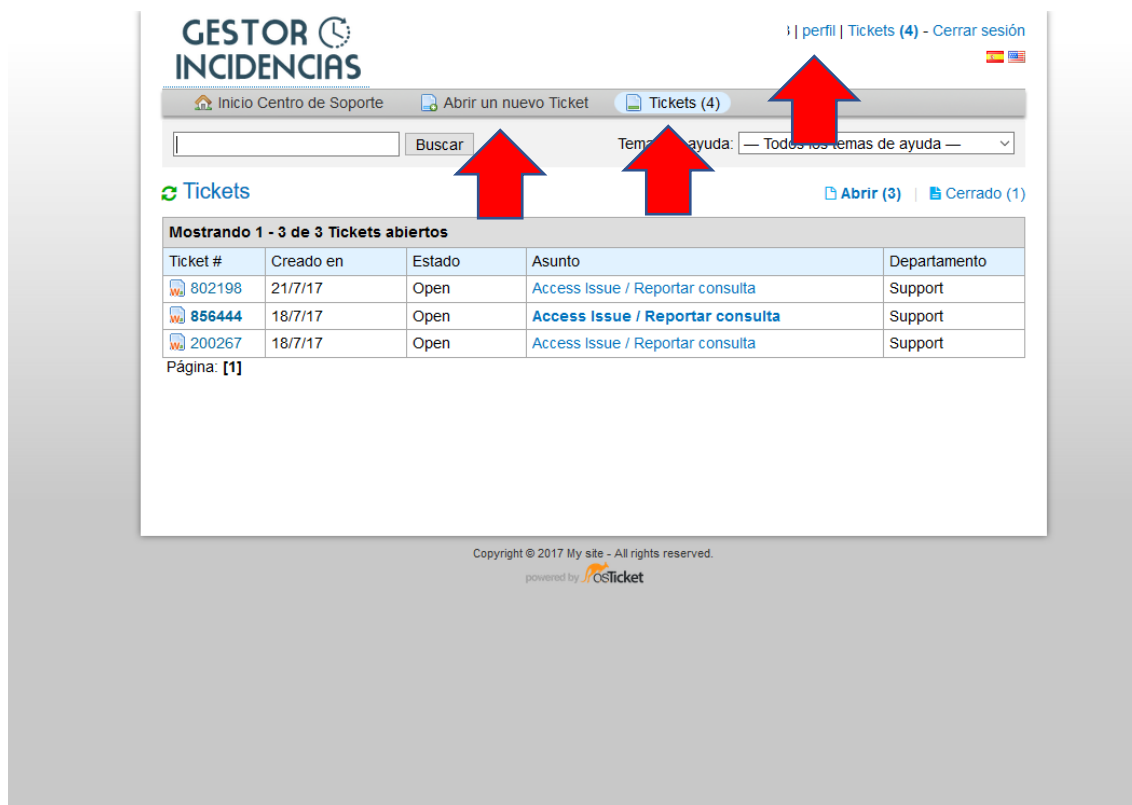 GESTOR
INCIDENCIAS
| perfil | Tickets (4) - Cerrar sesión
Inicio Centro de Soporte Abrir un nuevo Ticket Tickets (4)
Buscar ayuda: — Todos los temas de ayuda —
Tickets Abrir (3) | Cerrado (1)
Mostrando 1 - 3 de 3 Tickets abiertos
Ticket # Creado en Estado Asunto Departamento
802198 21/7/17 Open Access Issue / Reportar consulta Support
856444 18/7/17 Open Access Issue / Reportar consulta Support
200267 18/7/17 Open Access Issue / Reportar consulta Support
Página: [1]
Copyright © 2017 My site - All rights reserved.
powered by osTicket